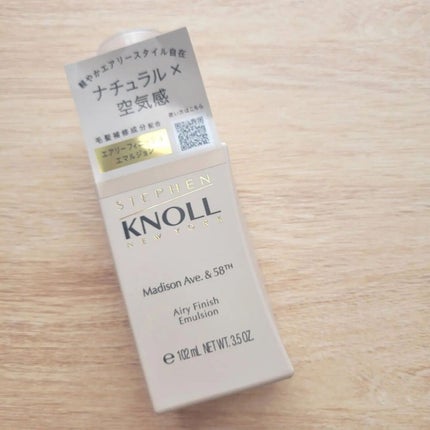 軽やかエアリースタイル自在
ナチュラル×
空気感
使い方はこちら
毛髪補修成分配合
エアリーフィニッシュ
エマルジョン
STEPHEN
KNOLL
NEW YORK
Madison Ave. & 58TH
Airy Finish
Emulsion
e 102mL NET WT. 3.5 OZ.